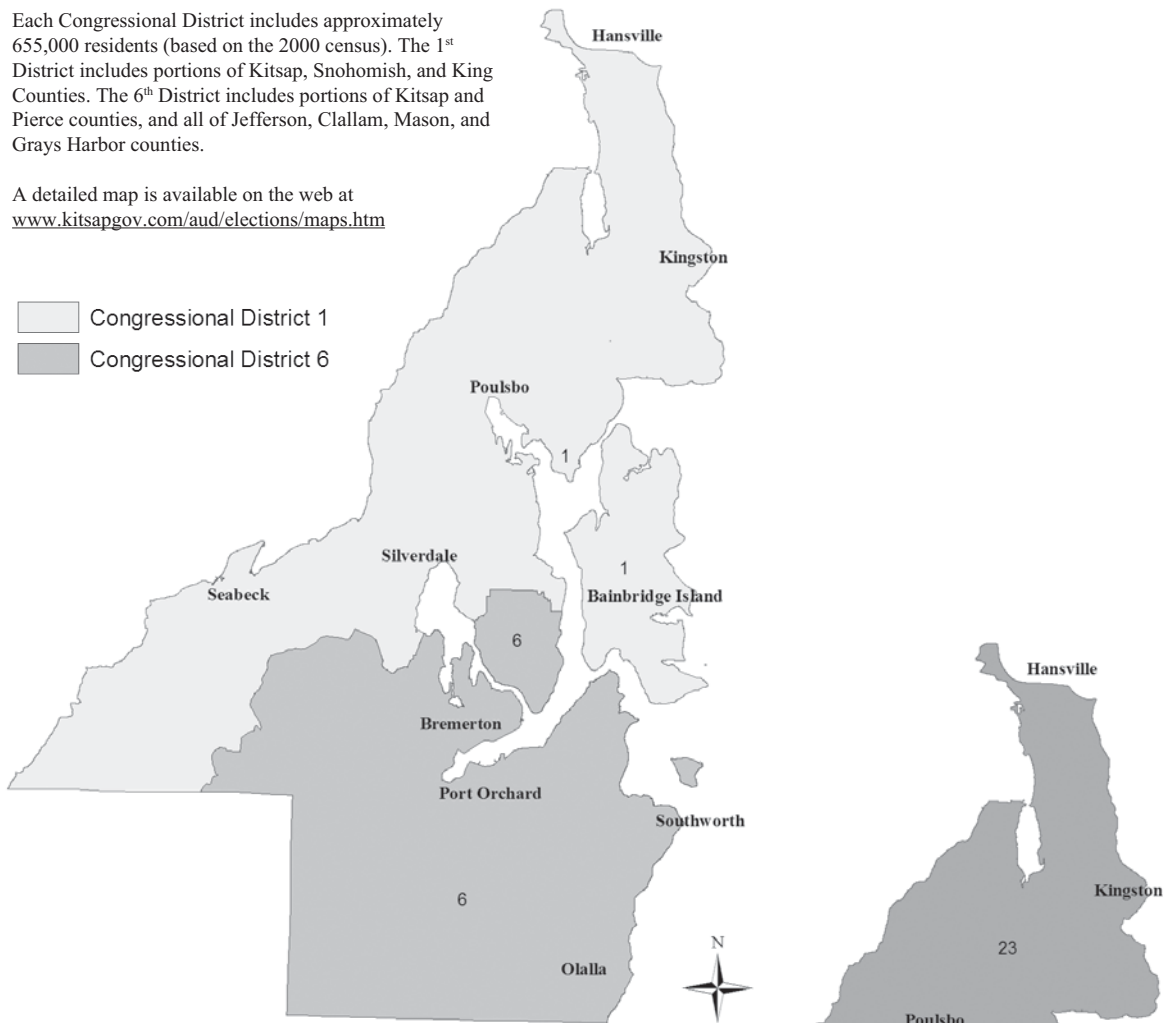 Each Congressional District includes approximately
655,000 residents (based on the 2000 census). The 1st
District includes portions of Kitsap, Snohomish, and King
Counties. The 6th District includes portions of Kitsap and
Pierce counties, and all of Jefferson, Clallam, Mason, and
Grays Harbor counties.
A detailed map is available on the web at
www.kitsapgov.com/aud/elections/maps.htm
Congressional District 1
Congressional District 6
Hansville
Kingston
Poulsbo
1
Silverdale
1
Seabeck
Bainbridge Island
6
Bremerton
Port Orchard
Southworth
6
Olalla
N
Hansville
Kingston
23
Poulsbo